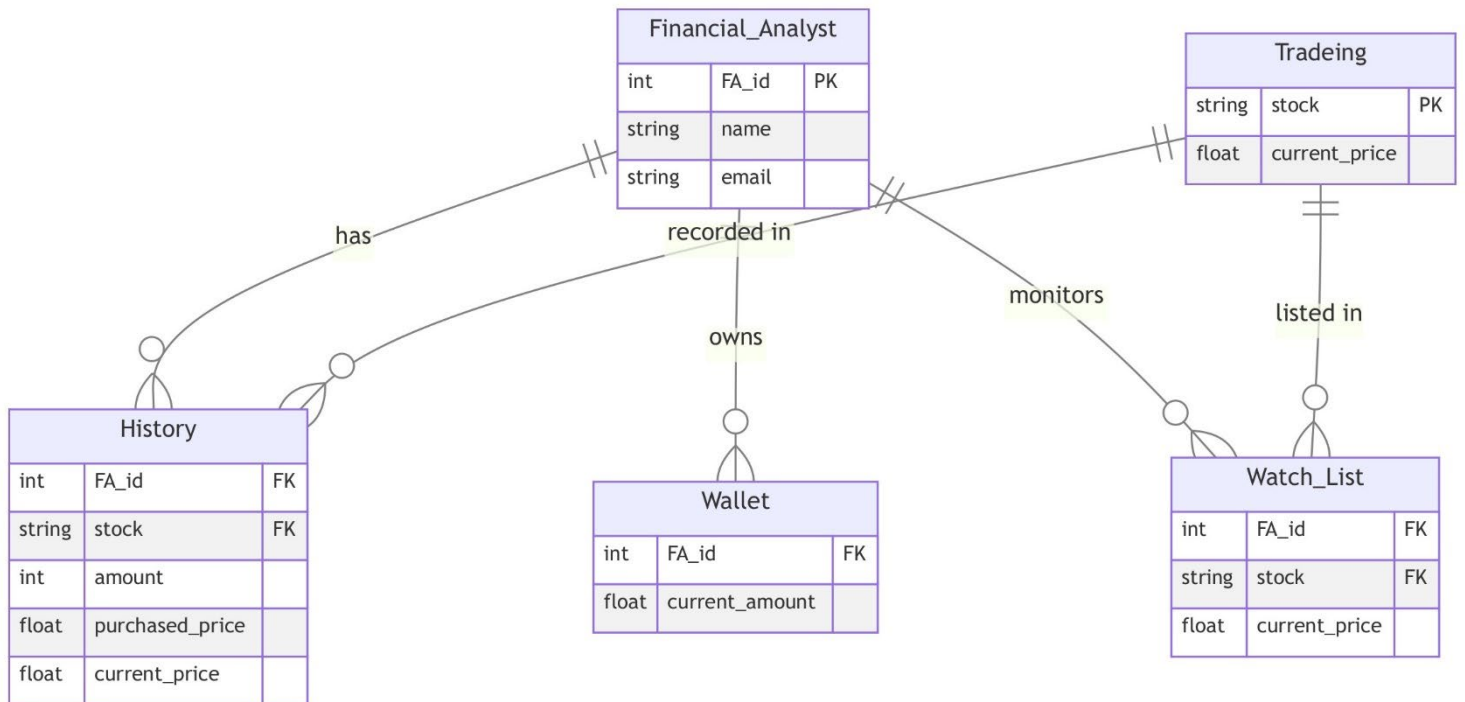 Financial_Analyst
int FA_id PK
string name
string email
Tradeing
string stock PK
float current_price
has
recorded in
owns
monitors
listed in
History
int FA_id FK
string stock FK
int amount
float purchased_price
float current_price
Wallet
int FA_id FK
float current_amount
Watch_List
int FA_id FK
string stock FK
float current_price